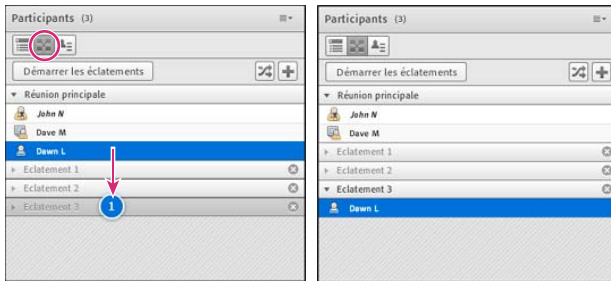 Participants (3)
Démarrer les éclatements
Réunion principale
John N
Dave M
Dawn L
Eclatement 1
Eclatement 2
Eclatement 3
1
Participants (3)
Démarrer les éclatements
Réunion principale
John N
Dave M
Eclatement 1
Eclatement 2
Eclatement 3
Dawn L